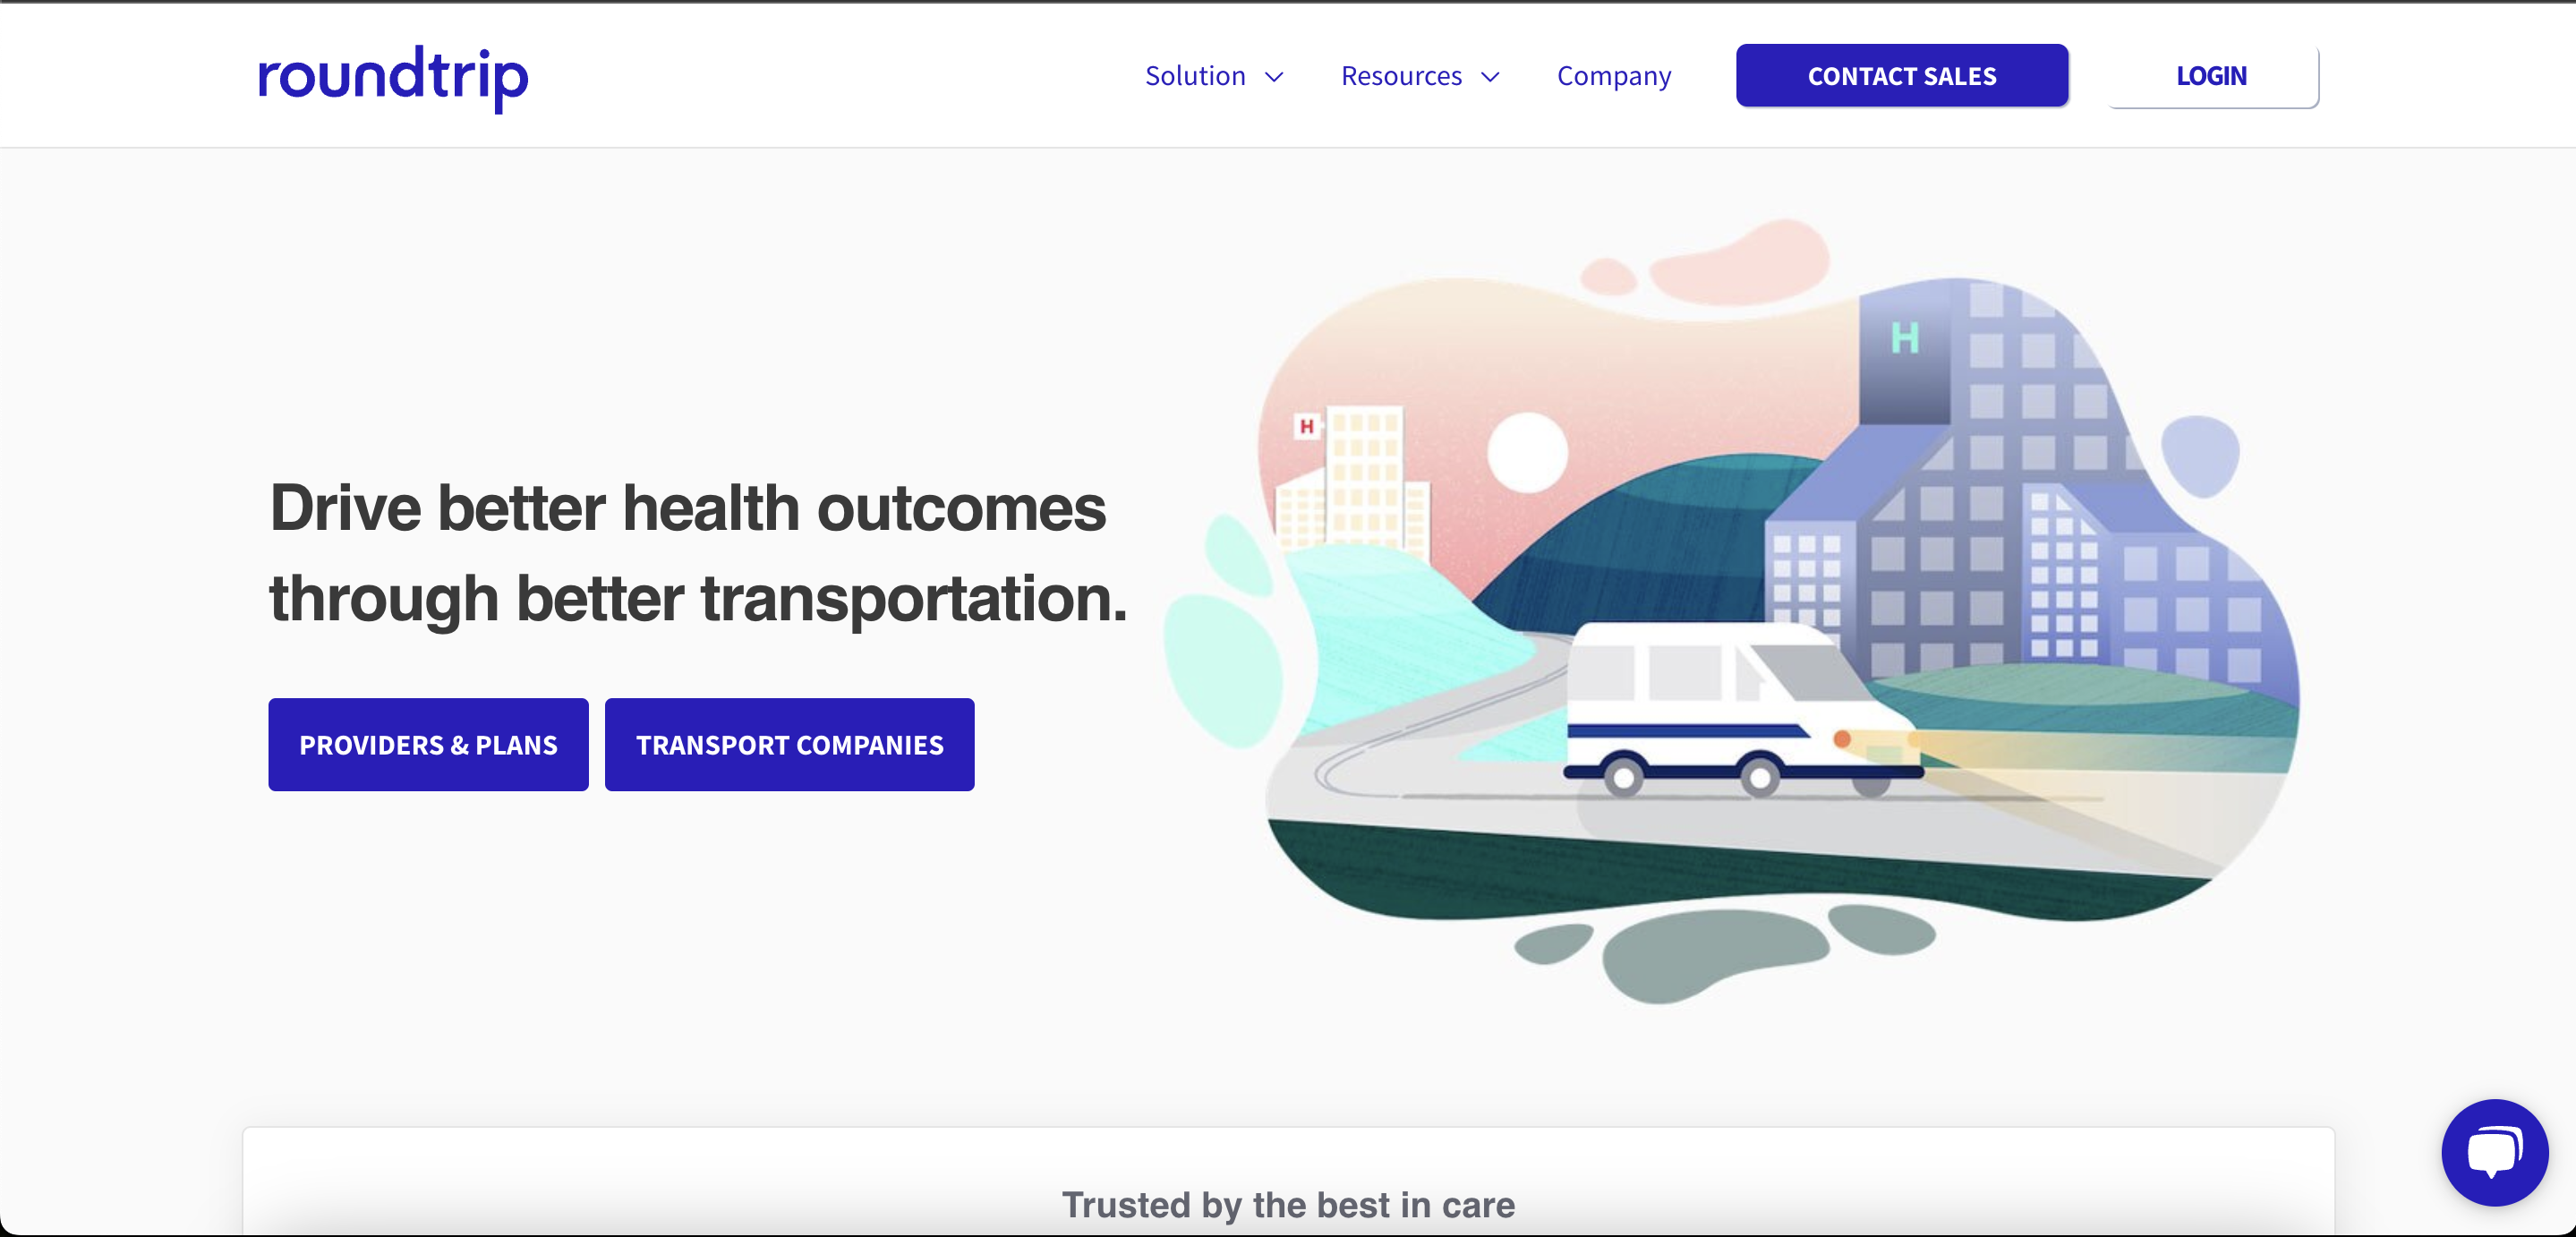 roundtrip
Solution
Resources
Company
CONTACT SALES
LOGIN
H
H
Drive better health outcomes
through better transportation.
PROVIDERS & PLANS
TRANSPORT COMPANIES
Trusted by the best in care